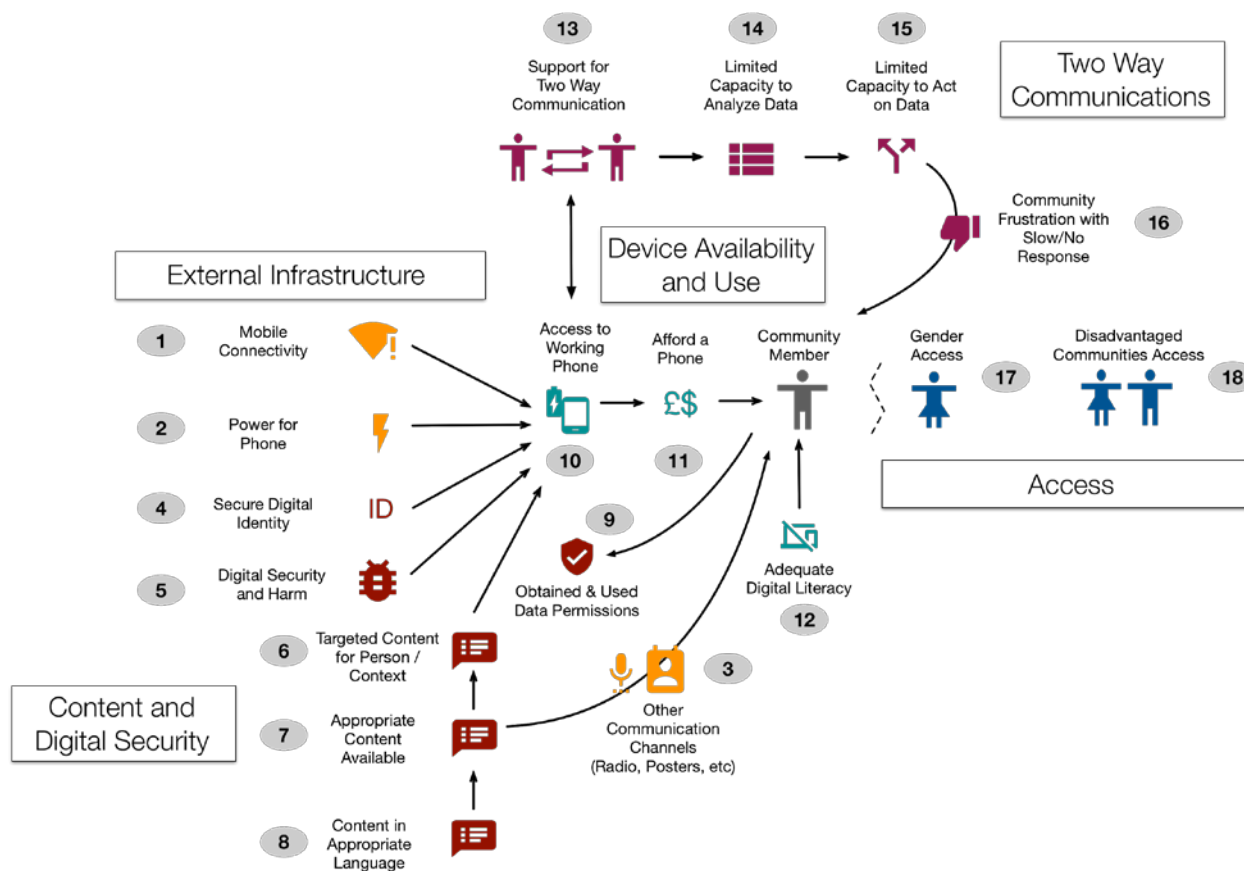 13
Support for
Two Way
Communication
14
Limited
Capacity to
Analyze Data
15
Limited
Capacity to Act
on Data
Two Way
Communications
Community
Frustration with
Slow/No
Response
16
External Infrastructure
Device Availability
and Use
1
Mobile
Connectivity
Access to
Working
Phone
Afford a
Phone
£$
Community
Member
Gender
Access
17
Disadvantaged
Communities Access
18
2
Power for
Phone
10
11
Access
4
Secure Digital
Identity
ID
9
Obtained & Used
Data Permissions
Adequate
Digital Literacy
12
5
Digital Security
and Harm
6
Targeted Content
for Person /
Context
3
Other
Communication
Channels
(Radio, Posters, etc)
Content and
Digital Security
7
Appropriate
Content
Available
8
Content in
Appropriate
Language